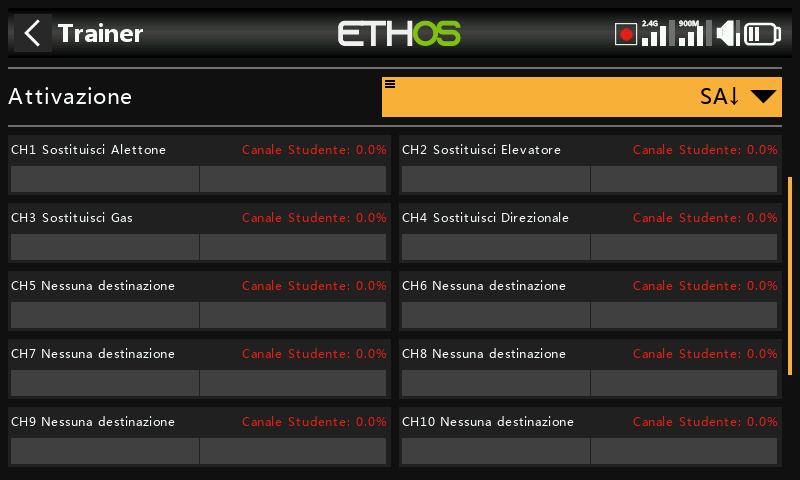 Trainer
ETHOS
2.4G
900M
Attivazione
SA↓
CH1 Sostituisci Alettone
Canale Studente: 0.0%
CH2 Sostituisci Elevatore
Canale Studente: 0.0%
CH3 Sostituisci Gas
Canale Studente: 0.0%
CH4 Sostituisci Direzionale
Canale Studente: 0.0%
CH5 Nessuna destinazione
Canale Studente: 0.0%
CH6 Nessuna destinazione
Canale Studente: 0.0%
CH7 Nessuna destinazione
Canale Studente: 0.0%
CH8 Nessuna destinazione
Canale Studente: 0.0%
CH9 Nessuna destinazione
Canale Studente: 0.0%
CH10 Nessuna destinazione
Canale Studente: 0.0%